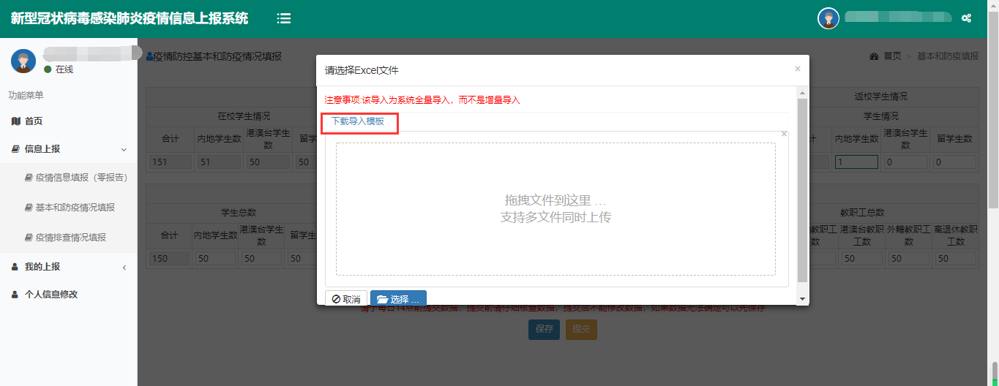 新型冠状病毒感染肺炎疫情信息上报系统
在线
功能菜单
首页
信息上报
疫情信息填报（零报告）
基本和防疫情况填报
疫情排查情况填报
我的上报
个人信息修改
疫情防控基本和防疫情况填报
首页 > 基本和防疫填报
返校学生情况
在校学生情况
学生情况
合计 内地学生数 港澳台学生数 留学
内地学生数 港澳台学生数 留学生数
151 51 50 50
1 0 0
学生总数
教职工总数
合计 内地学生数 港澳台学生数 留学生
教职工数 港澳台教职工数 外籍教职工数 离退休教职工数
150 50 50 50
50 50 50
请选择Excel文件 ×
注意事项:该导入为系统全量导入，而不是增量导入
下载导入模板
×
拖拽文件到这里 …
支持多文件同时上传
取消 选择 ...
请于每日14点前提交数据，提交前请仔细核查数据，提交后不能修改数据，如果数据无法确定可以先保存
保存 提交